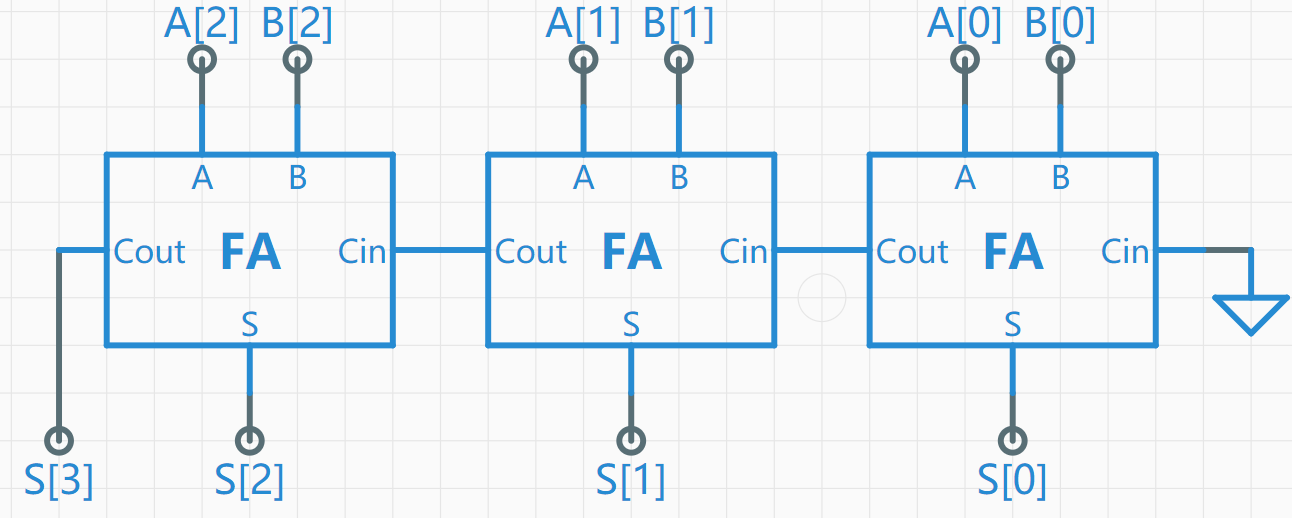 A[2] B[2] A[1] B[1] A[0] B[0]
A B A B A B
Cout FA Cin Cout FA Cin Cout FA Cin
S S S
S[3] S[2] S[1] S[0]